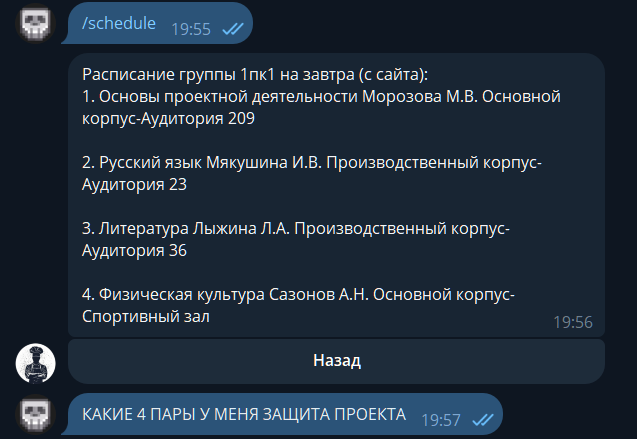 /schedule 19:55
Расписание группы 1пк1 на завтра (с сайта):
1. Основы проектной деятельности Морозова М.В. Основной
корпус-Аудитория 209
2. Русский язык Мякушина И.В. Производственный корпус-
Аудитория 23
3. Литература Лыжина Л.А. Производственный корпус-
Аудитория 36
4. Физическая культура Сазонов А.Н. Основной корпус-
Спортивный зал
19:56
Назад
КАКИЕ 4 ПАРЫ У МЕНЯ ЗАЩИТА ПРОЕКТА 19:57